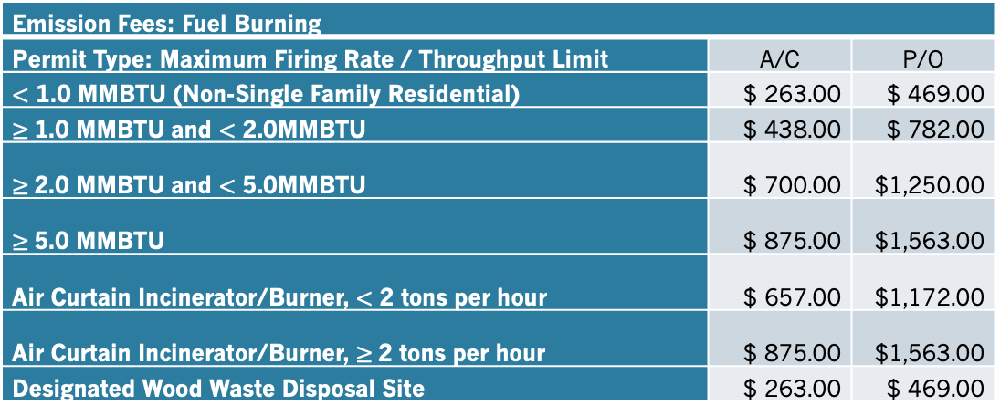 Emission Fees: Fuel Burning
Permit Type: Maximum Firing Rate / Throughput Limit A/C P/O
< 1.0 MMBTU (Non-Single Family Residential) $ 263.00 $ 469.00
≥ 1.0 MMBTU and < 2.0MMBTU $ 438.00 $ 782.00
≥ 2.0 MMBTU and < 5.0MMBTU $ 700.00 $1,250.00
≥ 5.0 MMBTU $ 875.00 $1,563.00
Air Curtain Incinerator/Burner, < 2 tons per hour $ 657.00 $1,172.00
Air Curtain Incinerator/Burner, ≥ 2 tons per hour $ 875.00 $1,563.00
Designated Wood Waste Disposal Site $ 263.00 $ 469.00